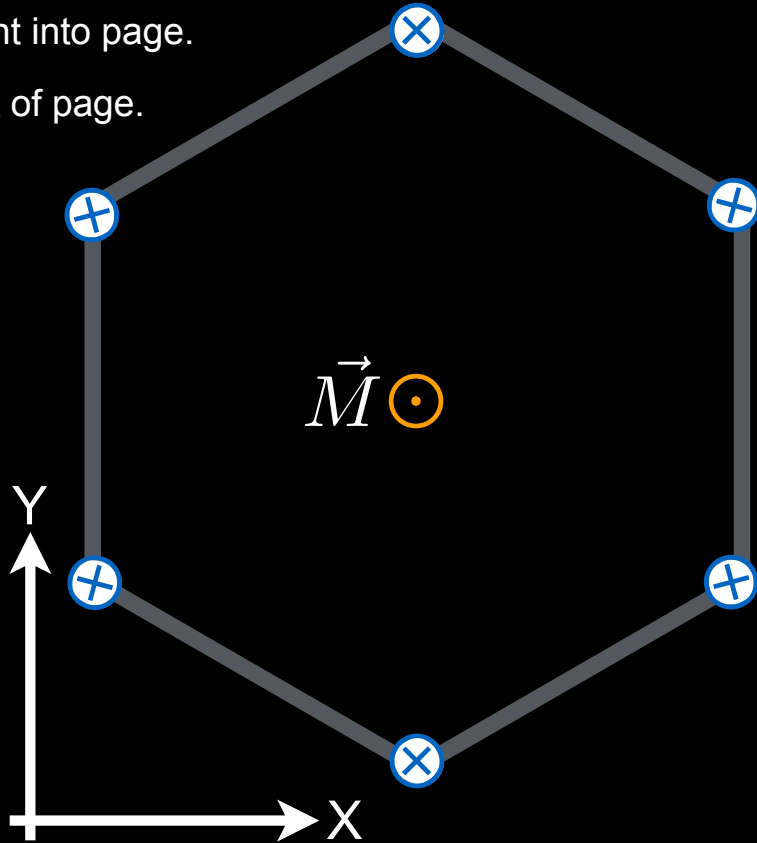 nt into page.
of page.
M⃗
Y
X